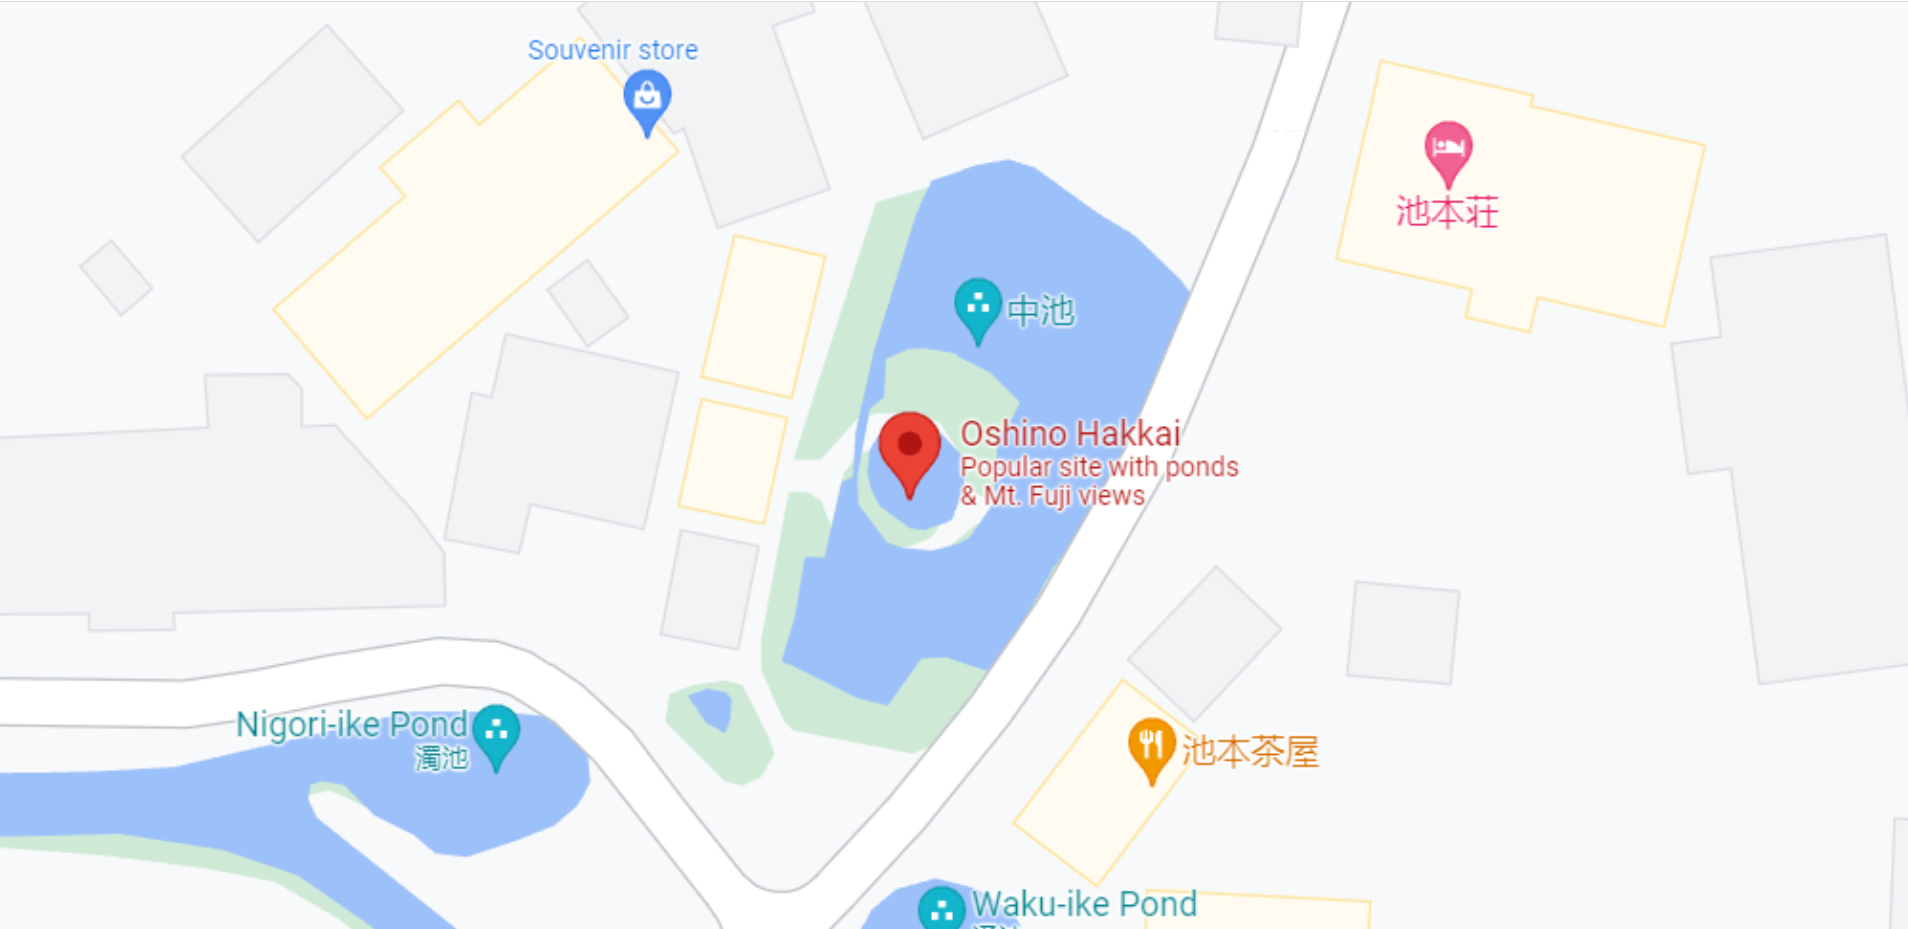 Souvenir store
池本荘
中池
Oshino Hakkai
Popular site with ponds
& Mt. Fuji views
Nigori-ike Pond
濁池
池本茶屋
Waku-ike Pond